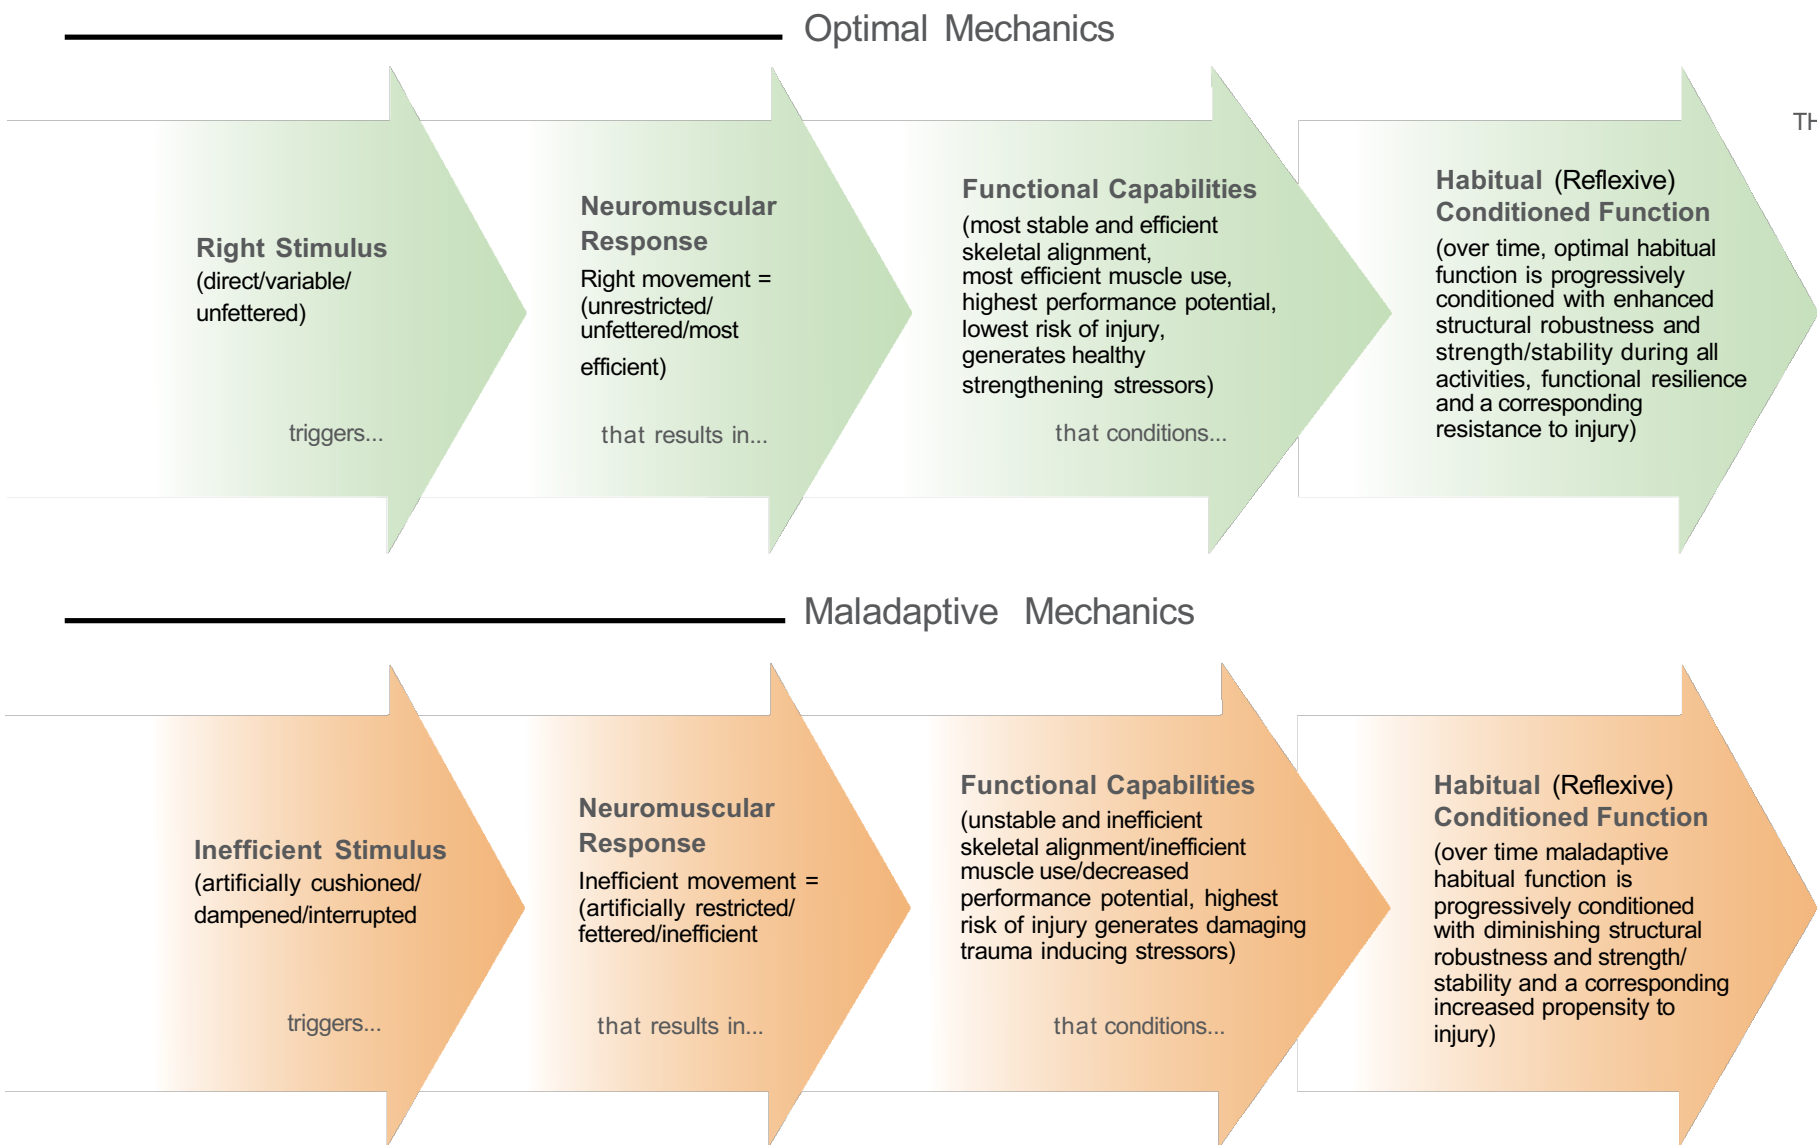 Optimal Mechanics
TH
Right Stimulus
(direct/variable/
unfettered)
triggers...
Neuromuscular
Response
Right movement =
(unrestricted/
unfettered/most
efficient)
that results in...
Functional Capabilities
(most stable and efficient
skeletal alignment,
most efficient muscle use,
highest performance potential,
lowest risk of injury,
generates healthy
strengthening stressors)
that conditions...
Habitual (Reflexive)
Conditioned Function
(over time, optimal habitual
function is progressively
conditioned with enhanced
structural robustness and
strength/stability during all
activities, functional resilience
and a corresponding
resistance to injury)
Maladaptive Mechanics
Inefficient Stimulus
(artificially cushioned/
dampened/interrupted
triggers...
Neuromuscular
Response
Inefficient movement =
(artificially restricted/
fettered/inefficient
that results in...
Functional Capabilities
(unstable and inefficient
skeletal alignment/inefficient
muscle use/decreased
performance potential, highest
risk of injury generates damaging
trauma inducing stressors)
that conditions...
Habitual (Reflexive)
Conditioned Function
(over time maladaptive
habitual function is
progressively conditioned
with diminishing structural
robustness and strength/
stability and a corresponding
increased propensity to
injury)